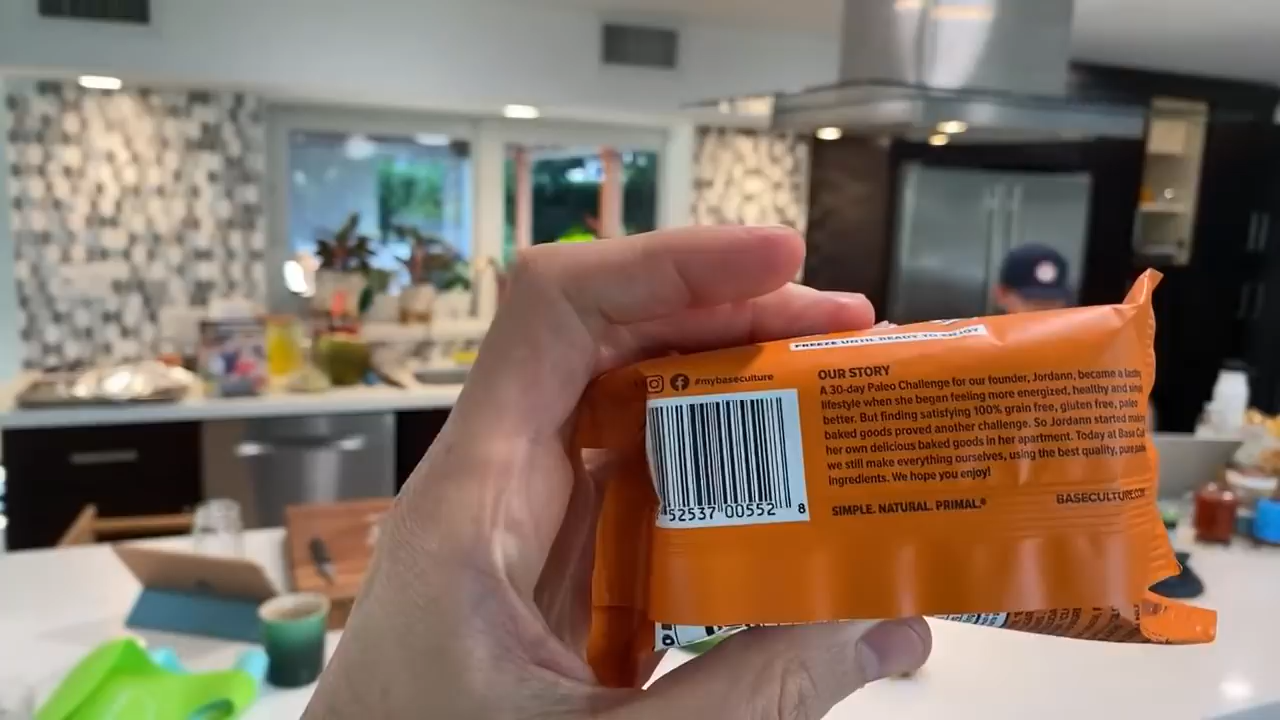 FREEZE UNTIL READY TO ENJOY
#mybaseculture
OUR STORY
A 30-day Paleo Challenge for our founder, Jordann, became a
lifestyle when she began feeling more energized, healthy and
better. But finding satisfying 100% grain free, gluten free, paleo
baked goods proved another challenge. So Jordann started
her own delicious baked goods in her apartment. Today at Base
we still make everything ourselves, using the best quality, pure
ingredients. We hope you enjoy!
52537 00552 8
SIMPLE. NATURAL. PRIMAL.®
BASECULTURE.COM